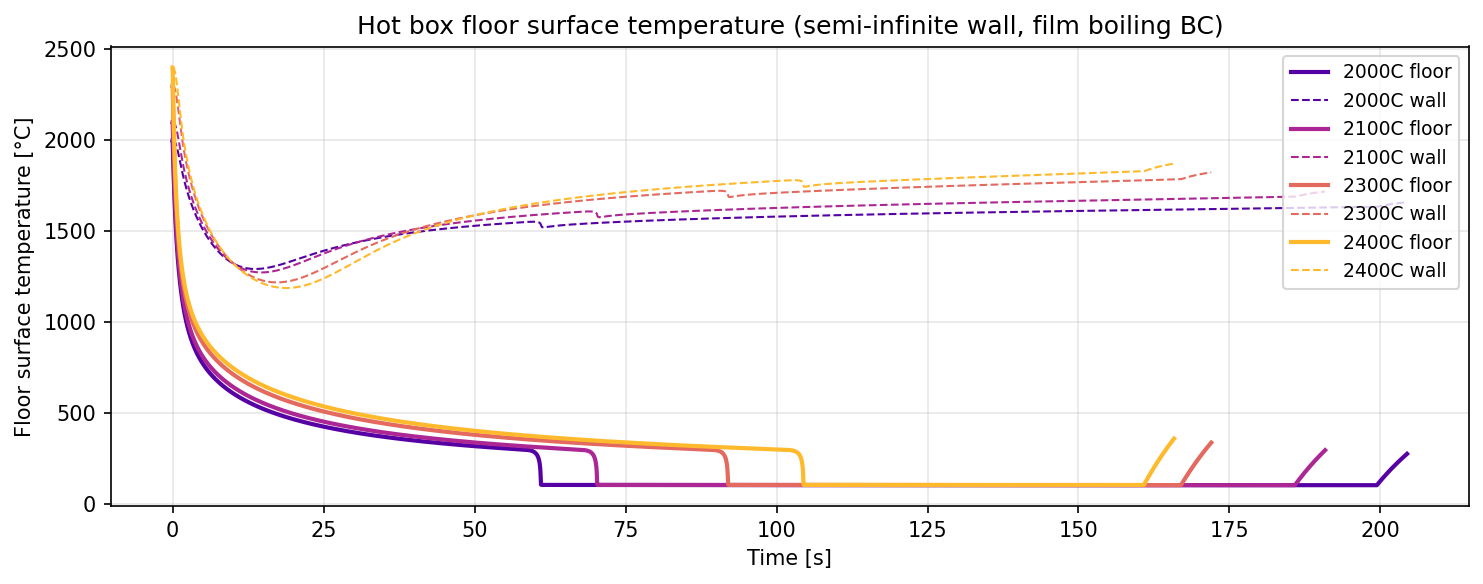 Hot box floor surface temperature (semi-infinite wall, film boiling BC)
Floor surface temperature [°C]
2500
2000
1500
1000
500
0
2000C floor
2000C wall
2100C floor
2100C wall
2300C floor
2300C wall
2400C floor
2400C wall
0 25 50 75 100 125 150 175 200
Time [s]